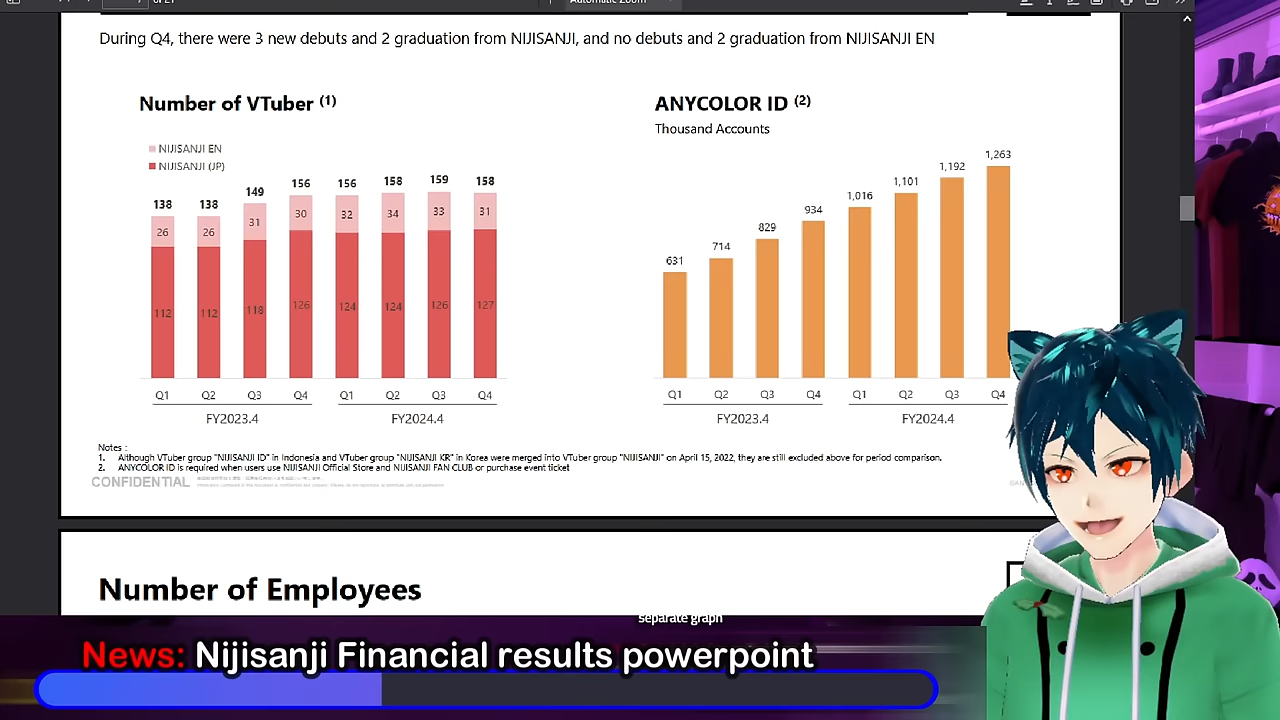 Automatic Zoom
During Q4, there were 3 new debuts and 2 graduation from NIJISANJI, and no debuts and 2 graduation from NIJISANJI EN
Number of VTuber (1)
NIJISANJI EN
NIJISANJI (JP)
138 138 149 156 156 158 159 158
26 26 31 30 32 34 33 31
112 112 118 126 124 124 126 127
Q1 Q2 Q3 Q4 Q1 Q2 Q3 Q4
FY2023.4 FY2024.4
ANYCOLOR ID (2)
Thousand Accounts
631 714 829 934 1,016 1,101 1,192 1,263
Q1 Q2 Q3 Q4 Q1 Q2 Q3 Q4
FY2023.4 FY2024.4
Notes :
1. Although VTuber group "NIJISANJI ID" in Indonesia and VTuber group "NIJISANJI KR" in Korea were merged into VTuber group "NIJISANJI" on April 15, 2022, they are still excluded above for period comparison.
2. ANYCOLOR ID is required when users use NIJISANJI Official Store and NIJISANJI FAN CLUB or purchase event ticket
CONFIDENTIAL
Number of Employees
separate graph
News: Nijisanji Financial results powerpoint